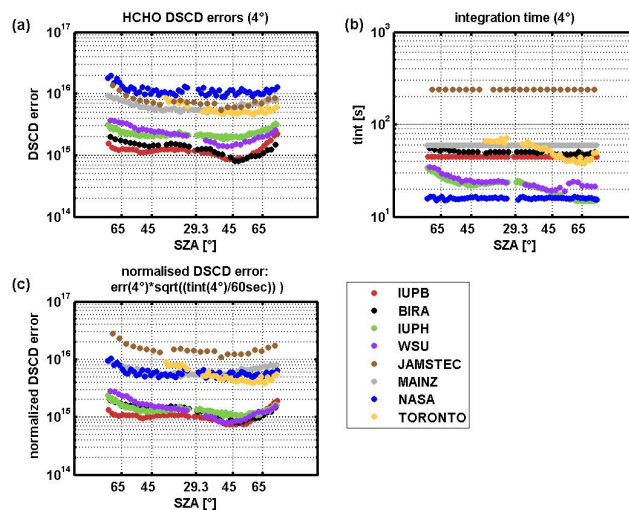 (a) HCHO DSCD errors (4°)
10^17
10^16
10^15
10^14
DSCD error
65 45 29.3 45 65
SZA [°]
(b) integration time (4°)
10^3
10^2
10^1
tint [s]
65 45 29.3 45 65
SZA [°]
(c) normalised DSCD error:
err(4°)*sqrt((tint(4°)/60sec)) )
10^17
10^16
10^15
10^14
normalized DSCD error
65 45 29.3 45 65
SZA [°]
IUPB
BIRA
IUPH
WSU
JAMSTEC
MAINZ
NASA
TORONTO